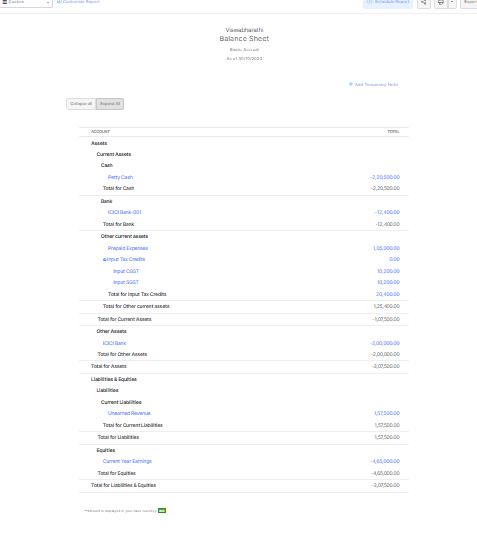 Custom
Customize Report
Schedule Report
Viswabharathi
Balance Sheet
Basis: Accrual
As of 30/10/2023
Add Temporary Note
Collapse All Expand All
ACCOUNT TOTAL
Assets
Current Assets
Cash
Petty Cash -2,20,500.00
Total for Cash -2,20,500.00
Bank
ICICI Bank-001 -12,400.00
Total for Bank -12,400.00
Other current assets
Prepaid Expenses 1,05,000.00
Input Tax Credits 0.00
Input CGST 10,200.00
Input SGST 10,200.00
Total for Input Tax Credits 20,400.00
Total for Other current assets 1,25,400.00
Total for Current Assets -1,07,500.00
Other Assets
ICICI Bank -2,00,000.00
Total for Other Assets -2,00,000.00
Total for Assets -3,07,500.00
Liabilities & Equities
Liabilities
Current Liabilities
Unearned Revenue 1,57,500.00
Total for Current Liabilities 1,57,500.00
Total for Liabilities 1,57,500.00
Equities
Current Year Earnings -4,65,000.00
Total for Equities -4,65,000.00
Total for Liabilities & Equities -3,07,500.00
**Amount is displayed in your base currency INR